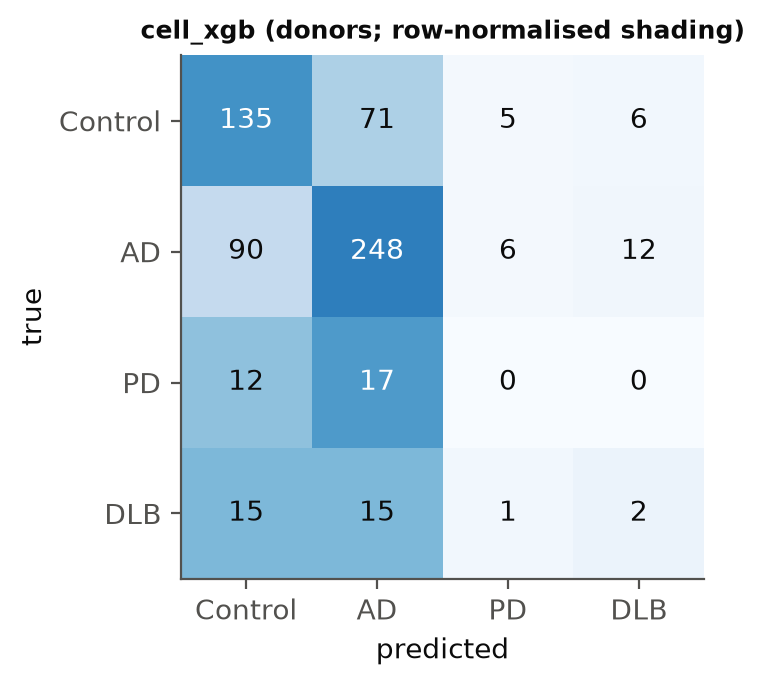 cell_xgb (donors; row-normalised shading)
Control 135 71 5 6
AD 90 248 6 12
PD 12 17 0 0
DLB 15 15 1 2
Control AD PD DLB
predicted
true